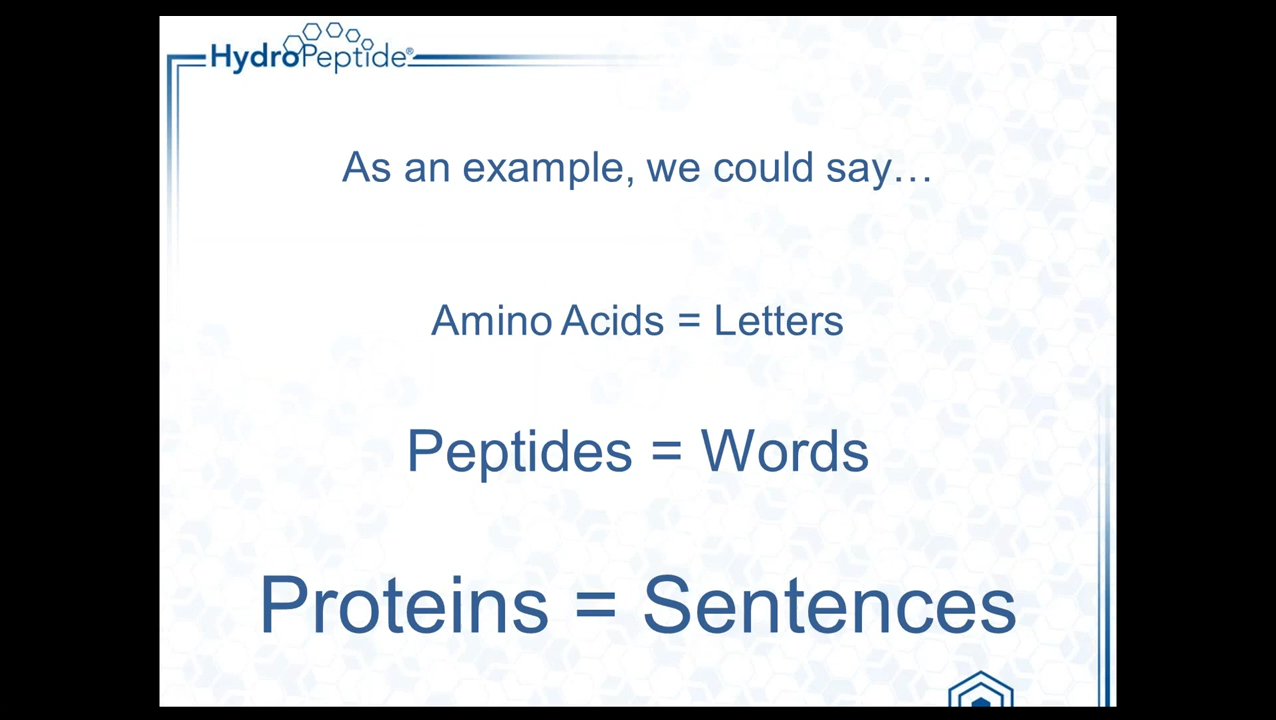 HydroPeptide®
As an example, we could say…
Amino Acids = Letters
Peptides = Words
Proteins = Sentences